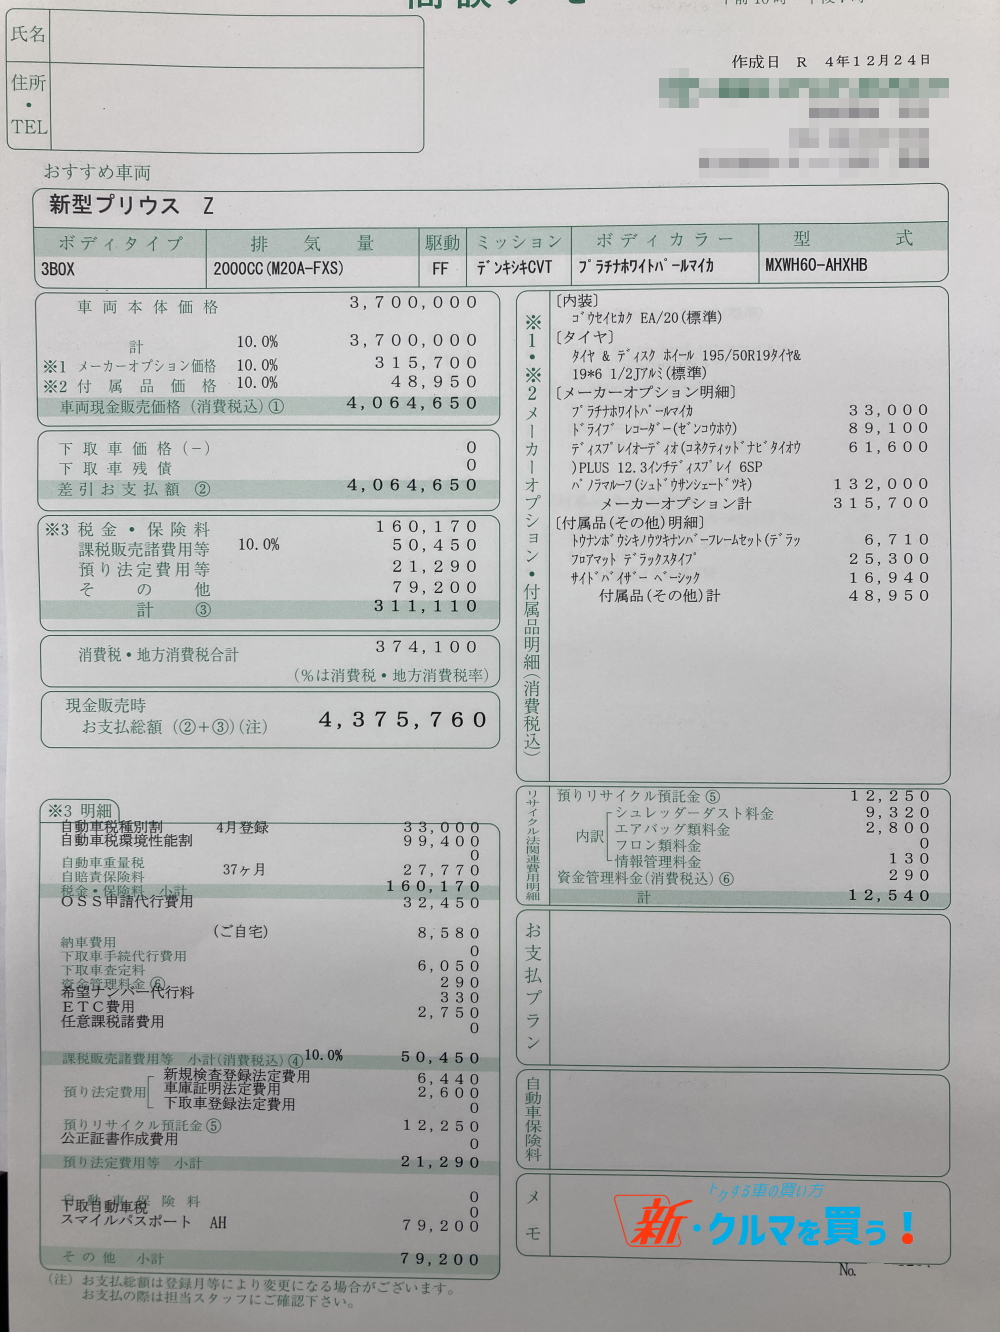 氏名
住所
・
TEL
作成日 R 4年12月24日
おすすめ車両
新型プリウス Z
ボディタイプ 排気量 駆動 ミッション ボディカラー 型式
3BOX 2000CC(M20A-FXS) FF ﾃﾞﾝｷｼｷCVT ﾌﾟﾗﾁﾅﾎﾜｲﾄﾊﾟｰﾙﾏｲｶ MXWH60-AHXHB
車両本体価格 3,700,000
計 10.0% 3,700,000
※1 メーカーオプション価格 10.0% 315,700
※2 付属品価格 10.0% 48,950
車両現金販売価格(消費税込)① 4,064,650
下取車価格(−) 0
下取車残債 0
差引お支払額 ② 4,064,650
※3 税金・保険料 160,170
課税販売諸費用等 10.0% 50,450
預り法定費用等 21,290
その他 79,200
計 ③ 311,110
消費税・地方消費税合計 374,100
(%は消費税・地方消費税率)
現金販売時
お支払総額(②+③)(注) 4,375,760
※3 明細
自動車税種別割 4月登録 33,000
自動車税環境性能割 99,400
自動車重量税 0
自賠責保険料 37ヶ月 27,770
税金・保険料 小計 160,170
OSS申請代行費用 32,450
納車費用 (ご自宅) 8,580
下取車手続代行費用 0
下取車査定料 6,050
資金管理料金⑥ 290
希望ナンバー代行料 330
ETC費用 2,750
任意課税諸費用 0
課税販売諸費用等 小計(消費税込)④ 10.0% 50,450
預り法定費用 新規検査登録法定費用 6,440
車庫証明法定費用 2,600
下取車登録法定費用 0
預りリサイクル預託金⑤ 12,250
公正証書作成費用 0
預り法定費用等 小計 21,290
自動車保険料 0
下取自動車税 0
スマイルパスポート AH 79,200
その他 小計 79,200
(注) お支払総額は登録月等により変更になる場合がございます。
お支払の際は担当スタッフにご確認下さい。
※1・※2メーカーオプション・付属品明細(消費税込)
[内装]
ｺﾞｳｾｲﾋｶｸ EA/20(標準)
[タイヤ]
ﾀｲﾔ & ﾃﾞｨｽｸ ﾎｲｰﾙ 195/50R19ﾀｲﾔ&
19*6 1/2Jｱﾙﾐ(標準)
[メーカーオプション明細]
ﾌﾟﾗﾁﾅﾎﾜｲﾄﾊﾟｰﾙﾏｲｶ 33,000
ﾄﾞﾗｲﾌﾞ ﾚｺｰﾀﾞｰ(ｾﾞﾝｺｳﾎｳ) 89,100
ﾃﾞｨｽﾌﾟﾚｲｵｰﾃﾞｨｵ(ｺﾈｸﾃｨｯﾄﾞﾅﾋﾞﾀｲｵｳ 61,600
)PLUS 12.3ｲﾝﾁﾃﾞｨｽﾌﾟﾚｲ 6SP
ﾊﾟﾉﾗﾏﾙｰﾌ(ｼｭﾄﾞｳｻﾝｼｪｰﾄﾞﾂｷ) 132,000
メーカーオプション計 315,700
[付属品(その他)明細]
ﾄｳﾅﾝﾎﾞｳｼｷﾉｳﾂｷﾅﾝﾊﾞｰﾌﾚｰﾑｾｯﾄ(ﾃﾞﾗｯ 6,710
ﾌﾛｱﾏｯﾄ ﾃﾞﾗｯｸｽﾀｲﾌﾟ 25,300
ｻｲﾄﾞﾊﾞｲｻﾞｰ ﾍﾞｰｼｯｸ 16,940
付属品(その他)計 48,950
リサイクル法関連費用明細
預りリサイクル預託金⑤ 12,250
シュレッダーダスト料金 9,320
内訳 エアバッグ類料金 2,800
フロン類料金 0
情報管理料金 130
資金管理料金(消費税込)⑥ 290
計 12,540
お支払プラン
自動車保険料
メモ
トクする車の買い方
新・クルマを買う!
No.